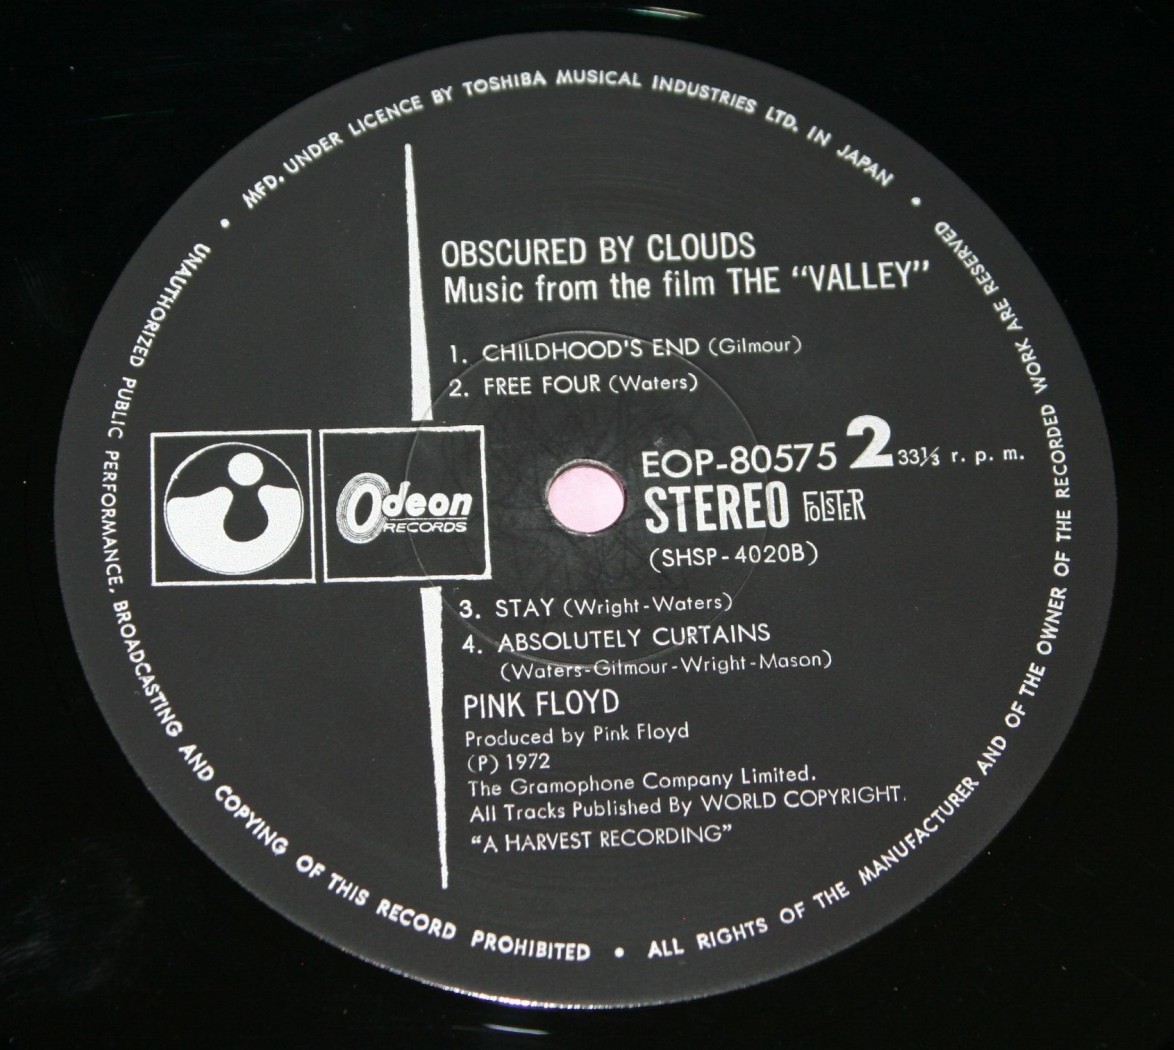 MFD. UNDER LICENCE BY TOSHIBA MUSICAL INDUSTRIES LTD. IN JAPAN •
OBSCURED BY CLOUDS
Music from the film THE “VALLEY”
1. CHILDHOOD'S END (Gilmour)
2. FREE FOUR (Waters)
Odeon
RECORDS
EOP-80575 2 33⅓ r. p. m.
STEREO FOLSTER
(SHSP-4020B)
3. STAY (Wright-Waters)
4. ABSOLUTELY CURTAINS
(Waters-Gilmour-Wright-Mason)
PINK FLOYD
Produced by Pink Floyd
(P) 1972
The Gramophone Company Limited.
All Tracks Published By WORLD COPYRIGHT.
“A HARVEST RECORDING”
ALL RIGHTS OF THE MANUFACTURER AND OF THE OWNER OF THE RECORDED WORK ARE RESERVED •
UNAUTHORIZED PUBLIC PERFORMANCE, BROADCASTING AND COPYING OF THIS RECORD PROHIBITED •